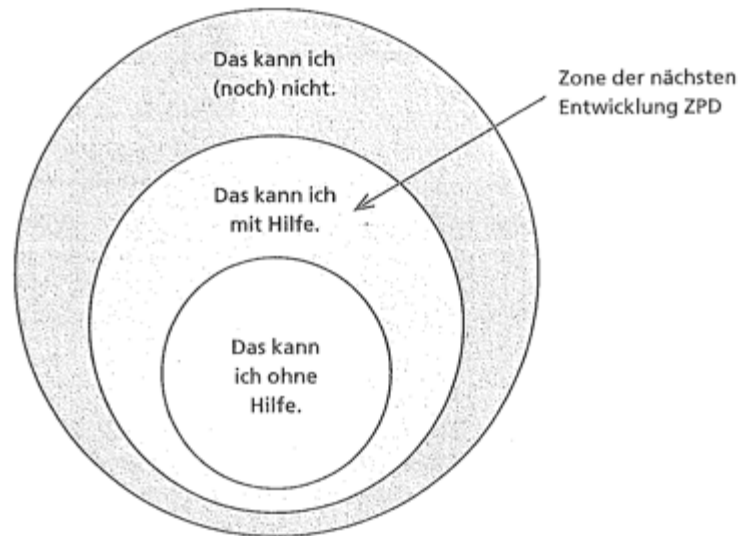 Das kann ich
(noch) nicht.
Zone der nächsten
Entwicklung ZPD
Das kann ich
mit Hilfe.
Das kann
ich ohne
Hilfe.